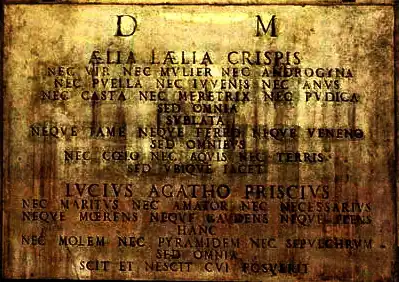 D M
ÆLIA LÆLIA CRISPIS
NEC VIR NEC MVLIER NEC ANDROGYNA
NEC PVELLA NEC IVVENIS NEC ANVS
NEC CASTA NEC MERETRIX NEC PVDICA
SED OMNIA
SVBLATA
NEQVE FAME NEQVE FERRO NEQVE VENENO
SED OMNIBVS
NEC COELO NEC AQVIS NEC TERRIS
SED VBIQVE IACET
LVCIVS AGATHO PRISCIVS
NEC MARITVS NEC AMATOR NEC NECESSARIVS
NEQVE MŒRENS NEQVE GAVDENS NEQVE FLENS
HANC
NEC MOLEM NEC PYRAMIDEM NEC SEPVLCHRVM
SED OMNIA
SCIT ET NESCIT CVI POSVERIT